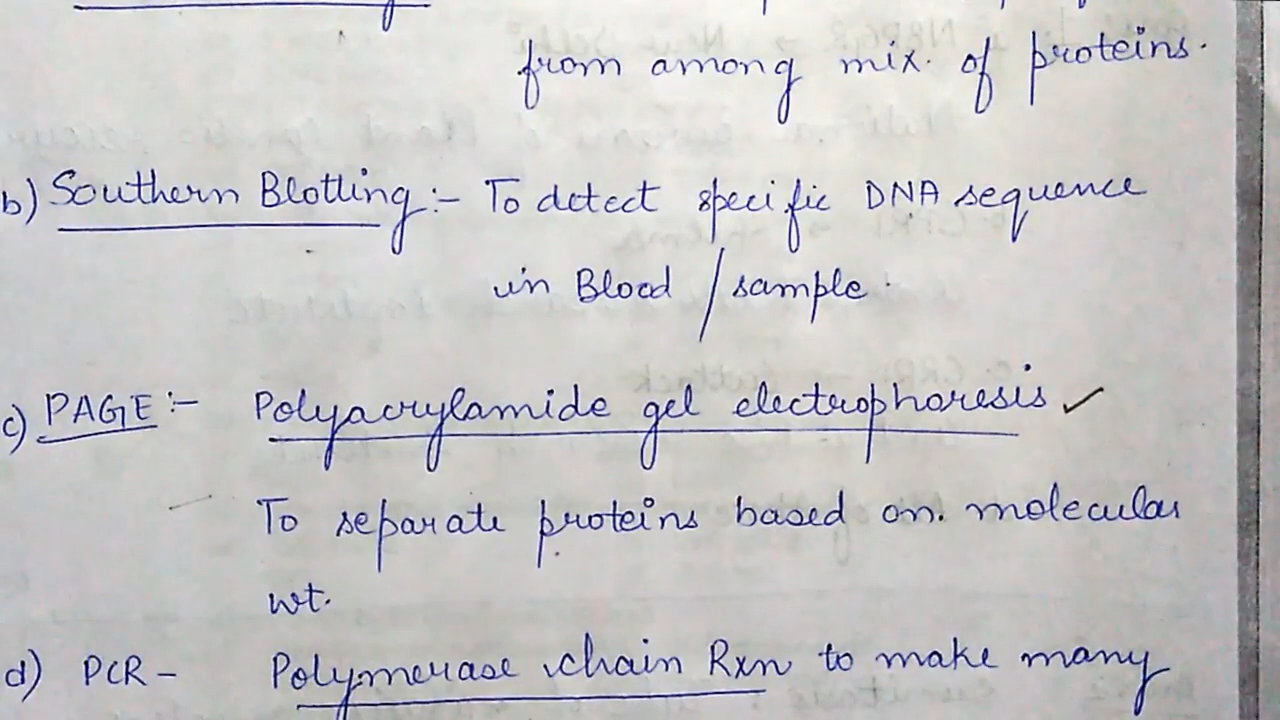 from among mix. of proteins.
b) Southern Blotting :- To detect specific DNA sequence
in Blood / sample.
c) PAGE :- Polyacrylamide gel electrophoresis ✓
To separate proteins based on. molecular
wt.
d) PCR - Polymerase chain Rxn to make many